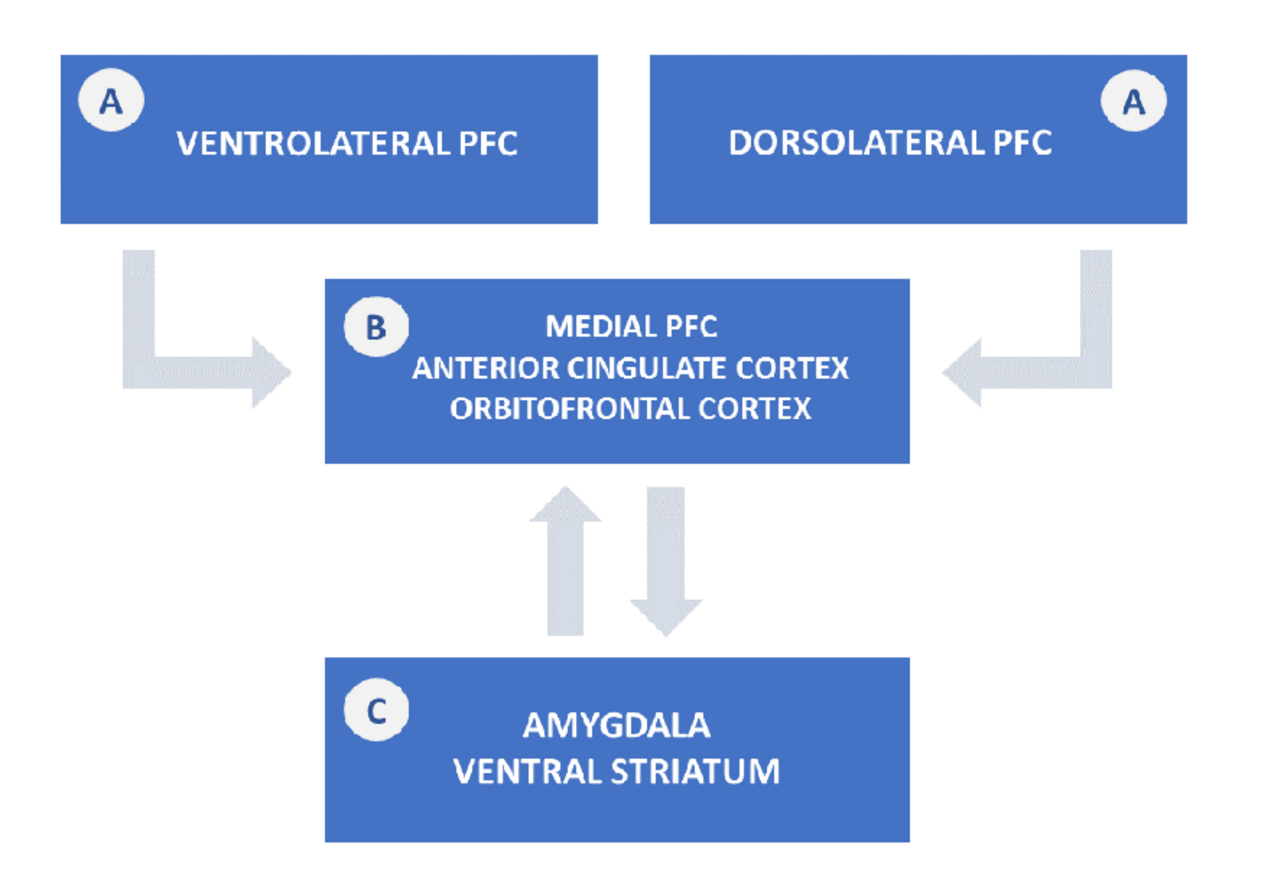 A
VENTROLATERAL PFC
DORSOLATERAL PFC
A
B
MEDIAL PFC
ANTERIOR CINGULATE CORTEX
ORBITOFRONTAL CORTEX
C
AMYGDALA
VENTRAL STRIATUM